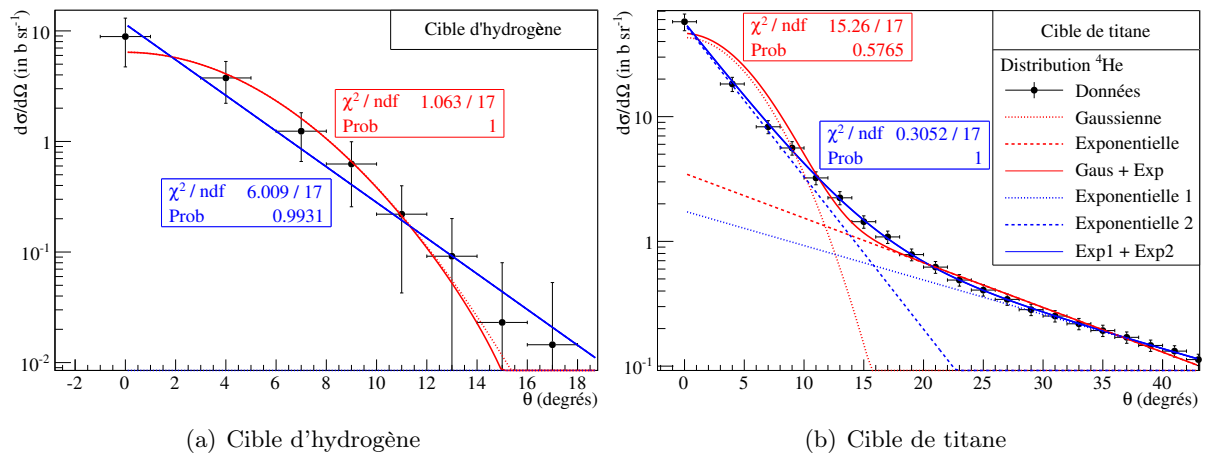 Cible d'hydrogène
dσ/dΩ (in b sr⁻¹)
10
1
10⁻¹
10⁻²
χ² / ndf 1.063 / 17
Prob 1
χ² / ndf 6.009 / 17
Prob 0.9931
-2 0 2 4 6 8 10 12 14 16 18
θ (degrés)
(a) Cible d'hydrogène
dσ/dΩ (in b sr⁻¹)
10
1
10⁻¹
χ² / ndf 15.26 / 17
Prob 0.5765
χ² / ndf 0.3052 / 17
Prob 1
Cible de titane
Distribution ⁴He
Données
Gaussienne
Exponentielle
Gaus + Exp
Exponentielle 1
Exponentielle 2
Exp1 + Exp2
0 5 10 15 20 25 30 35 40
θ (degrés)
(b) Cible de titane